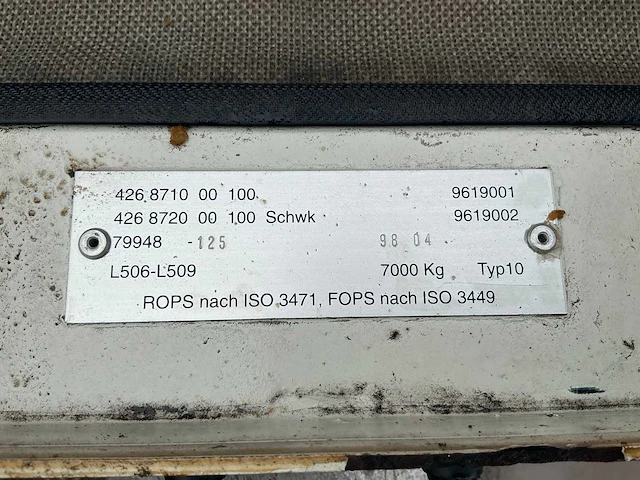 426 8710 00 100 9619001
426 8720 00 100 Schwk 9619002
79948 -125 98 04
L506-L509 7000 Kg Typ10
ROPS nach ISO 3471, FOPS nach ISO 3449